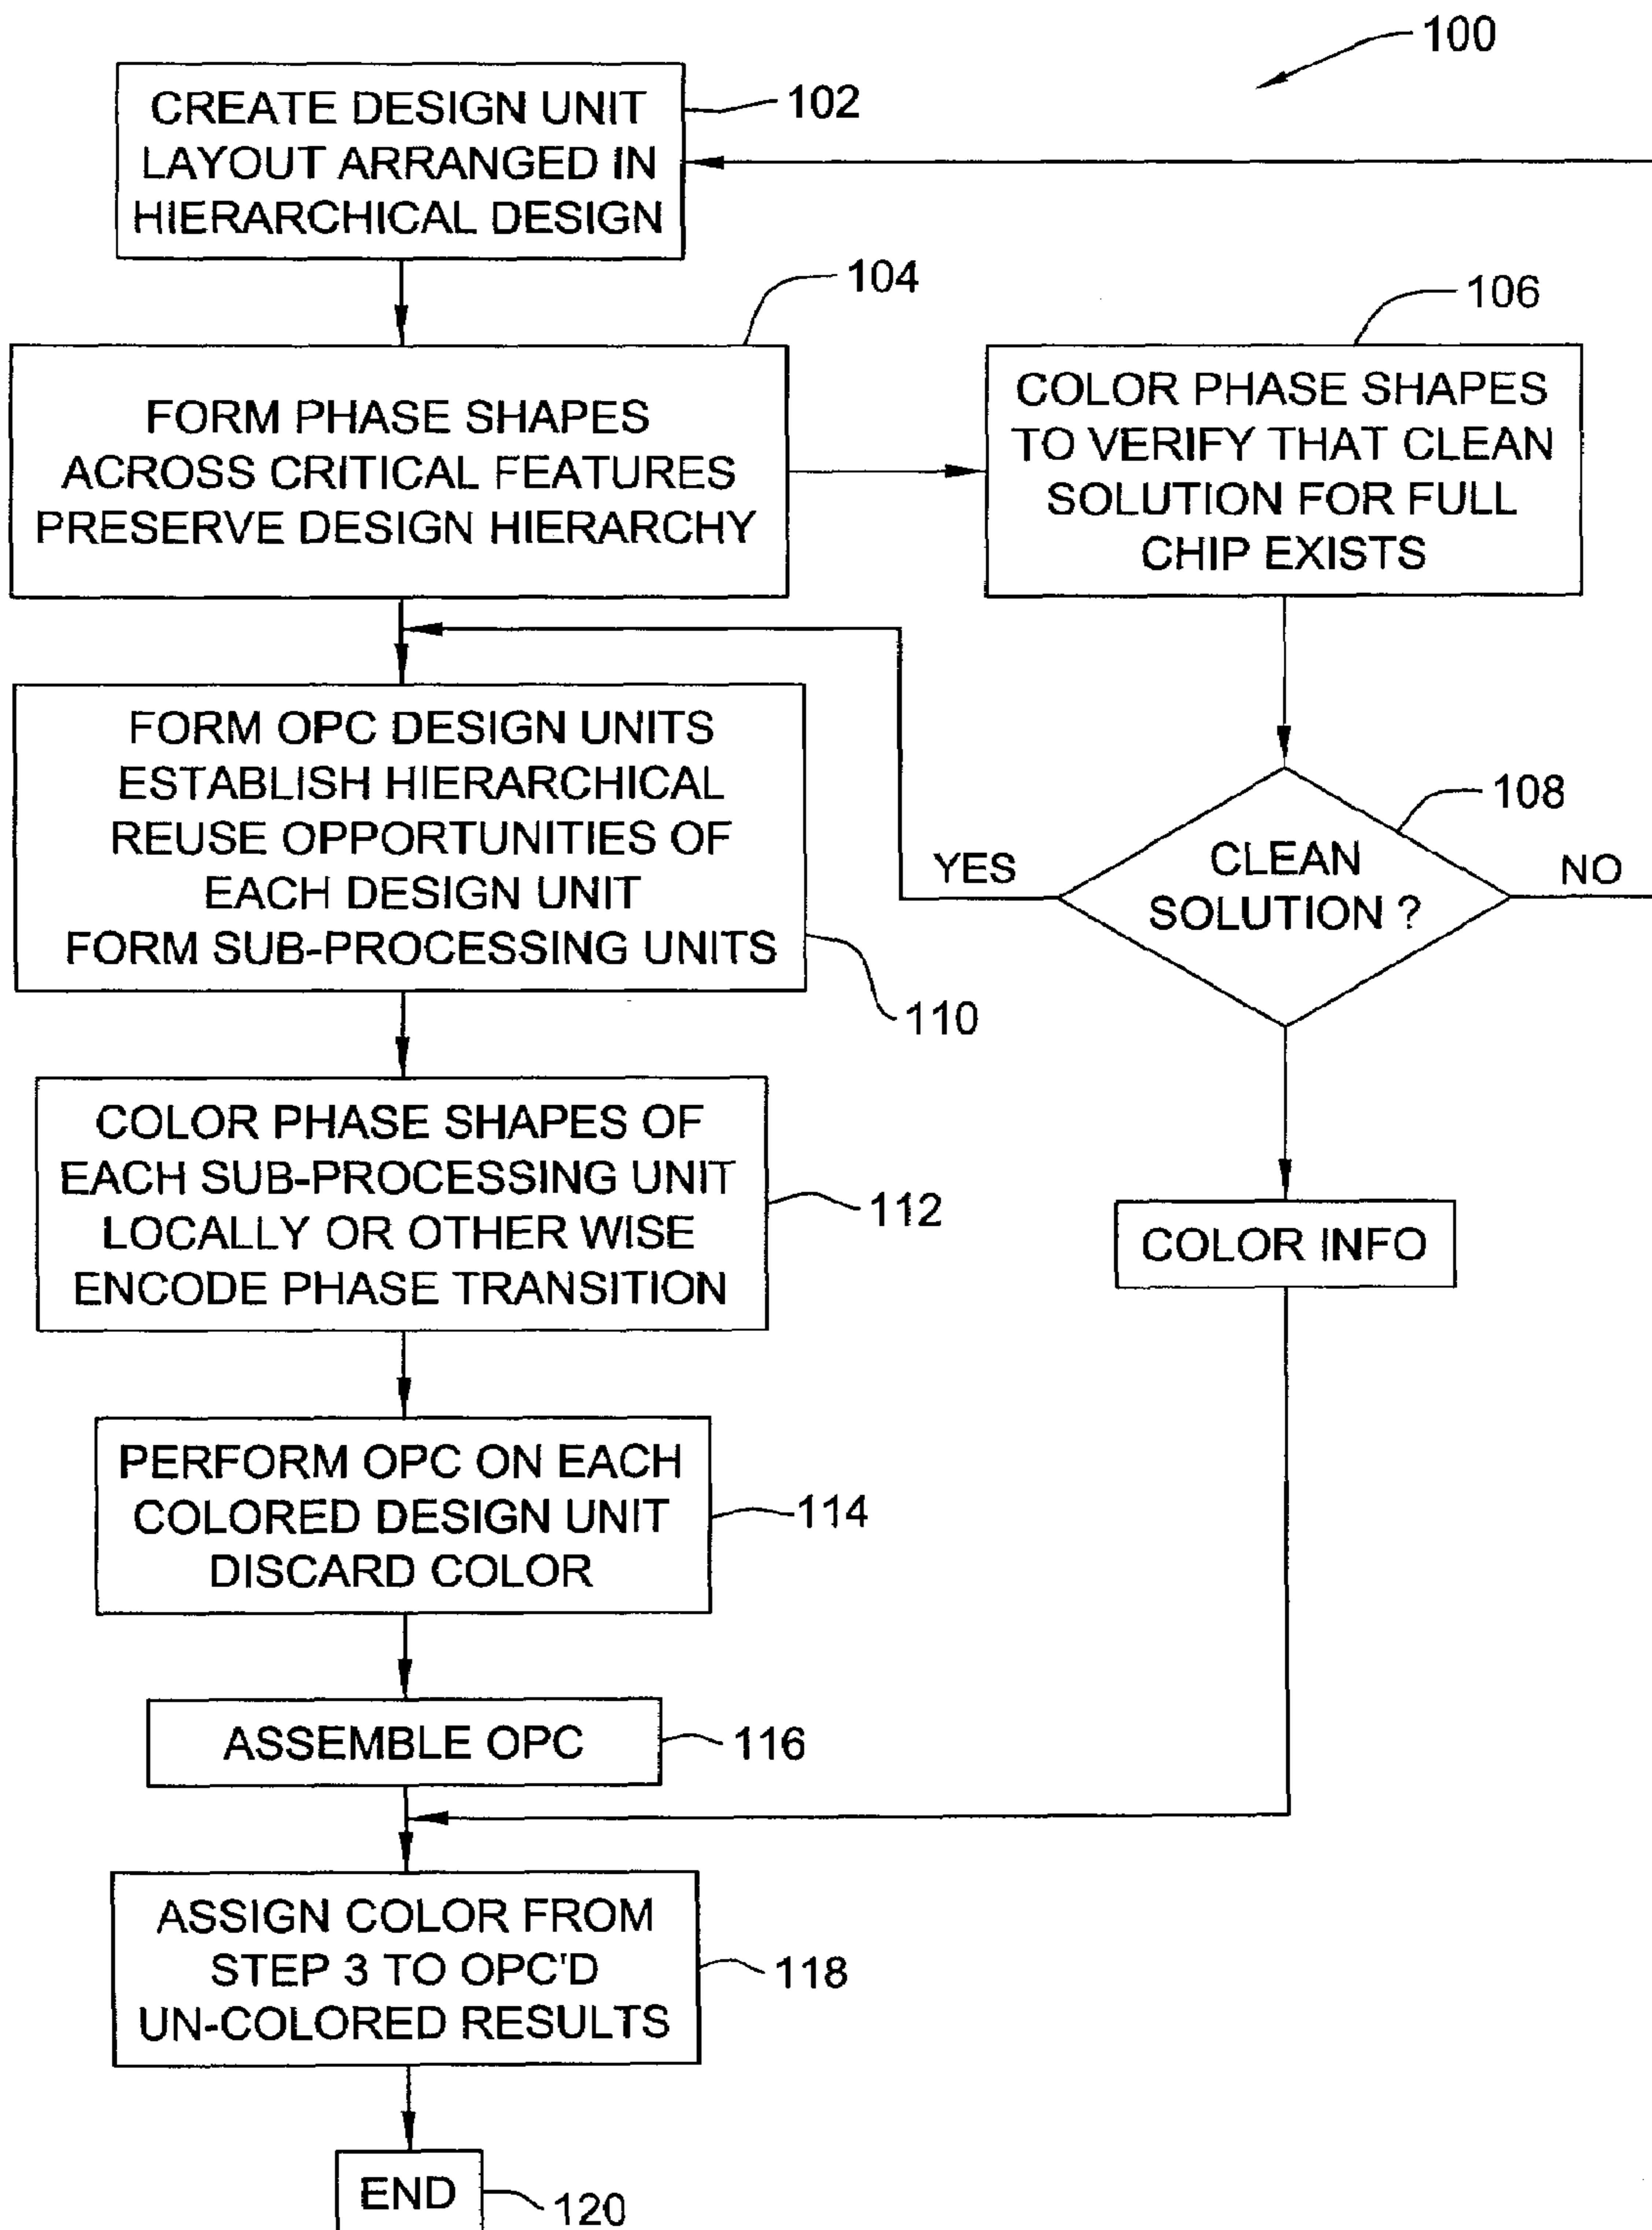 100
CREATE DESIGN UNIT
LAYOUT ARRANGED IN
HIERARCHICAL DESIGN
102
104
FORM PHASE SHAPES
ACROSS CRITICAL FEATURES
PRESERVE DESIGN HIERARCHY
106
COLOR PHASE SHAPES
TO VERIFY THAT CLEAN
SOLUTION FOR FULL
CHIP EXISTS
FORM OPC DESIGN UNITS
ESTABLISH HIERARCHICAL
REUSE OPPORTUNITIES OF
EACH DESIGN UNIT
FORM SUB-PROCESSING UNITS
110
108
YES
CLEAN
SOLUTION ?
NO
COLOR PHASE SHAPES OF
EACH SUB-PROCESSING UNIT
LOCALLY OR OTHER WISE
ENCODE PHASE TRANSITION
112
COLOR INFO
PERFORM OPC ON EACH
COLORED DESIGN UNIT
DISCARD COLOR
114
ASSEMBLE OPC
116
ASSIGN COLOR FROM
STEP 3 TO OPC'D
UN-COLORED RESULTS
118
END
120